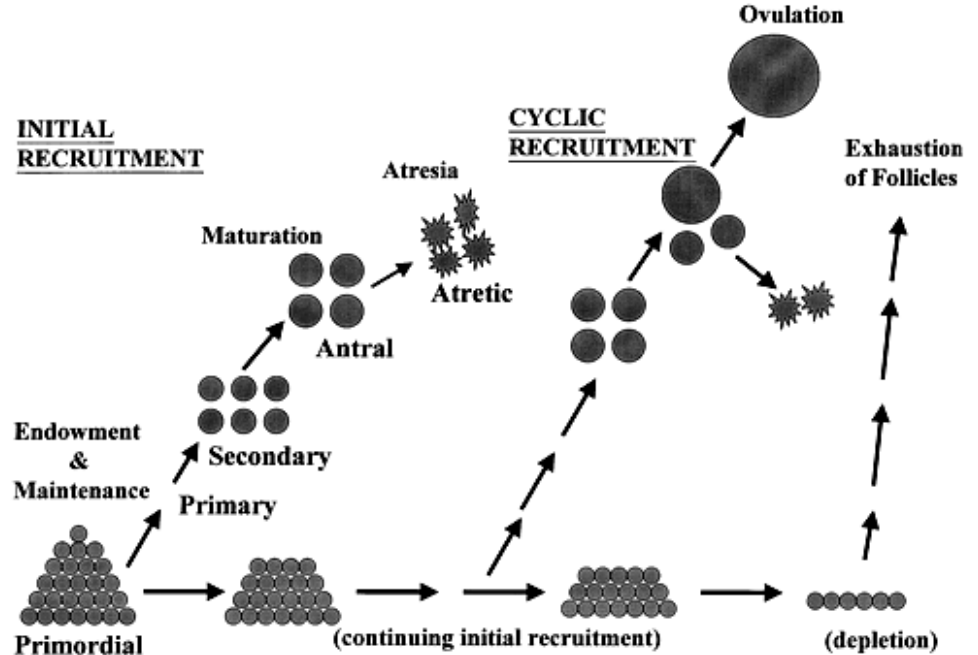 Ovulation
INITIAL
RECRUITMENT
CYCLIC
RECRUITMENT
Exhaustion
of Follicles
Atresia
Maturation
Atretic
Antral
Endowment
&
Maintenance
Secondary
Primary
Primordial
(continuing initial recruitment)
(depletion)